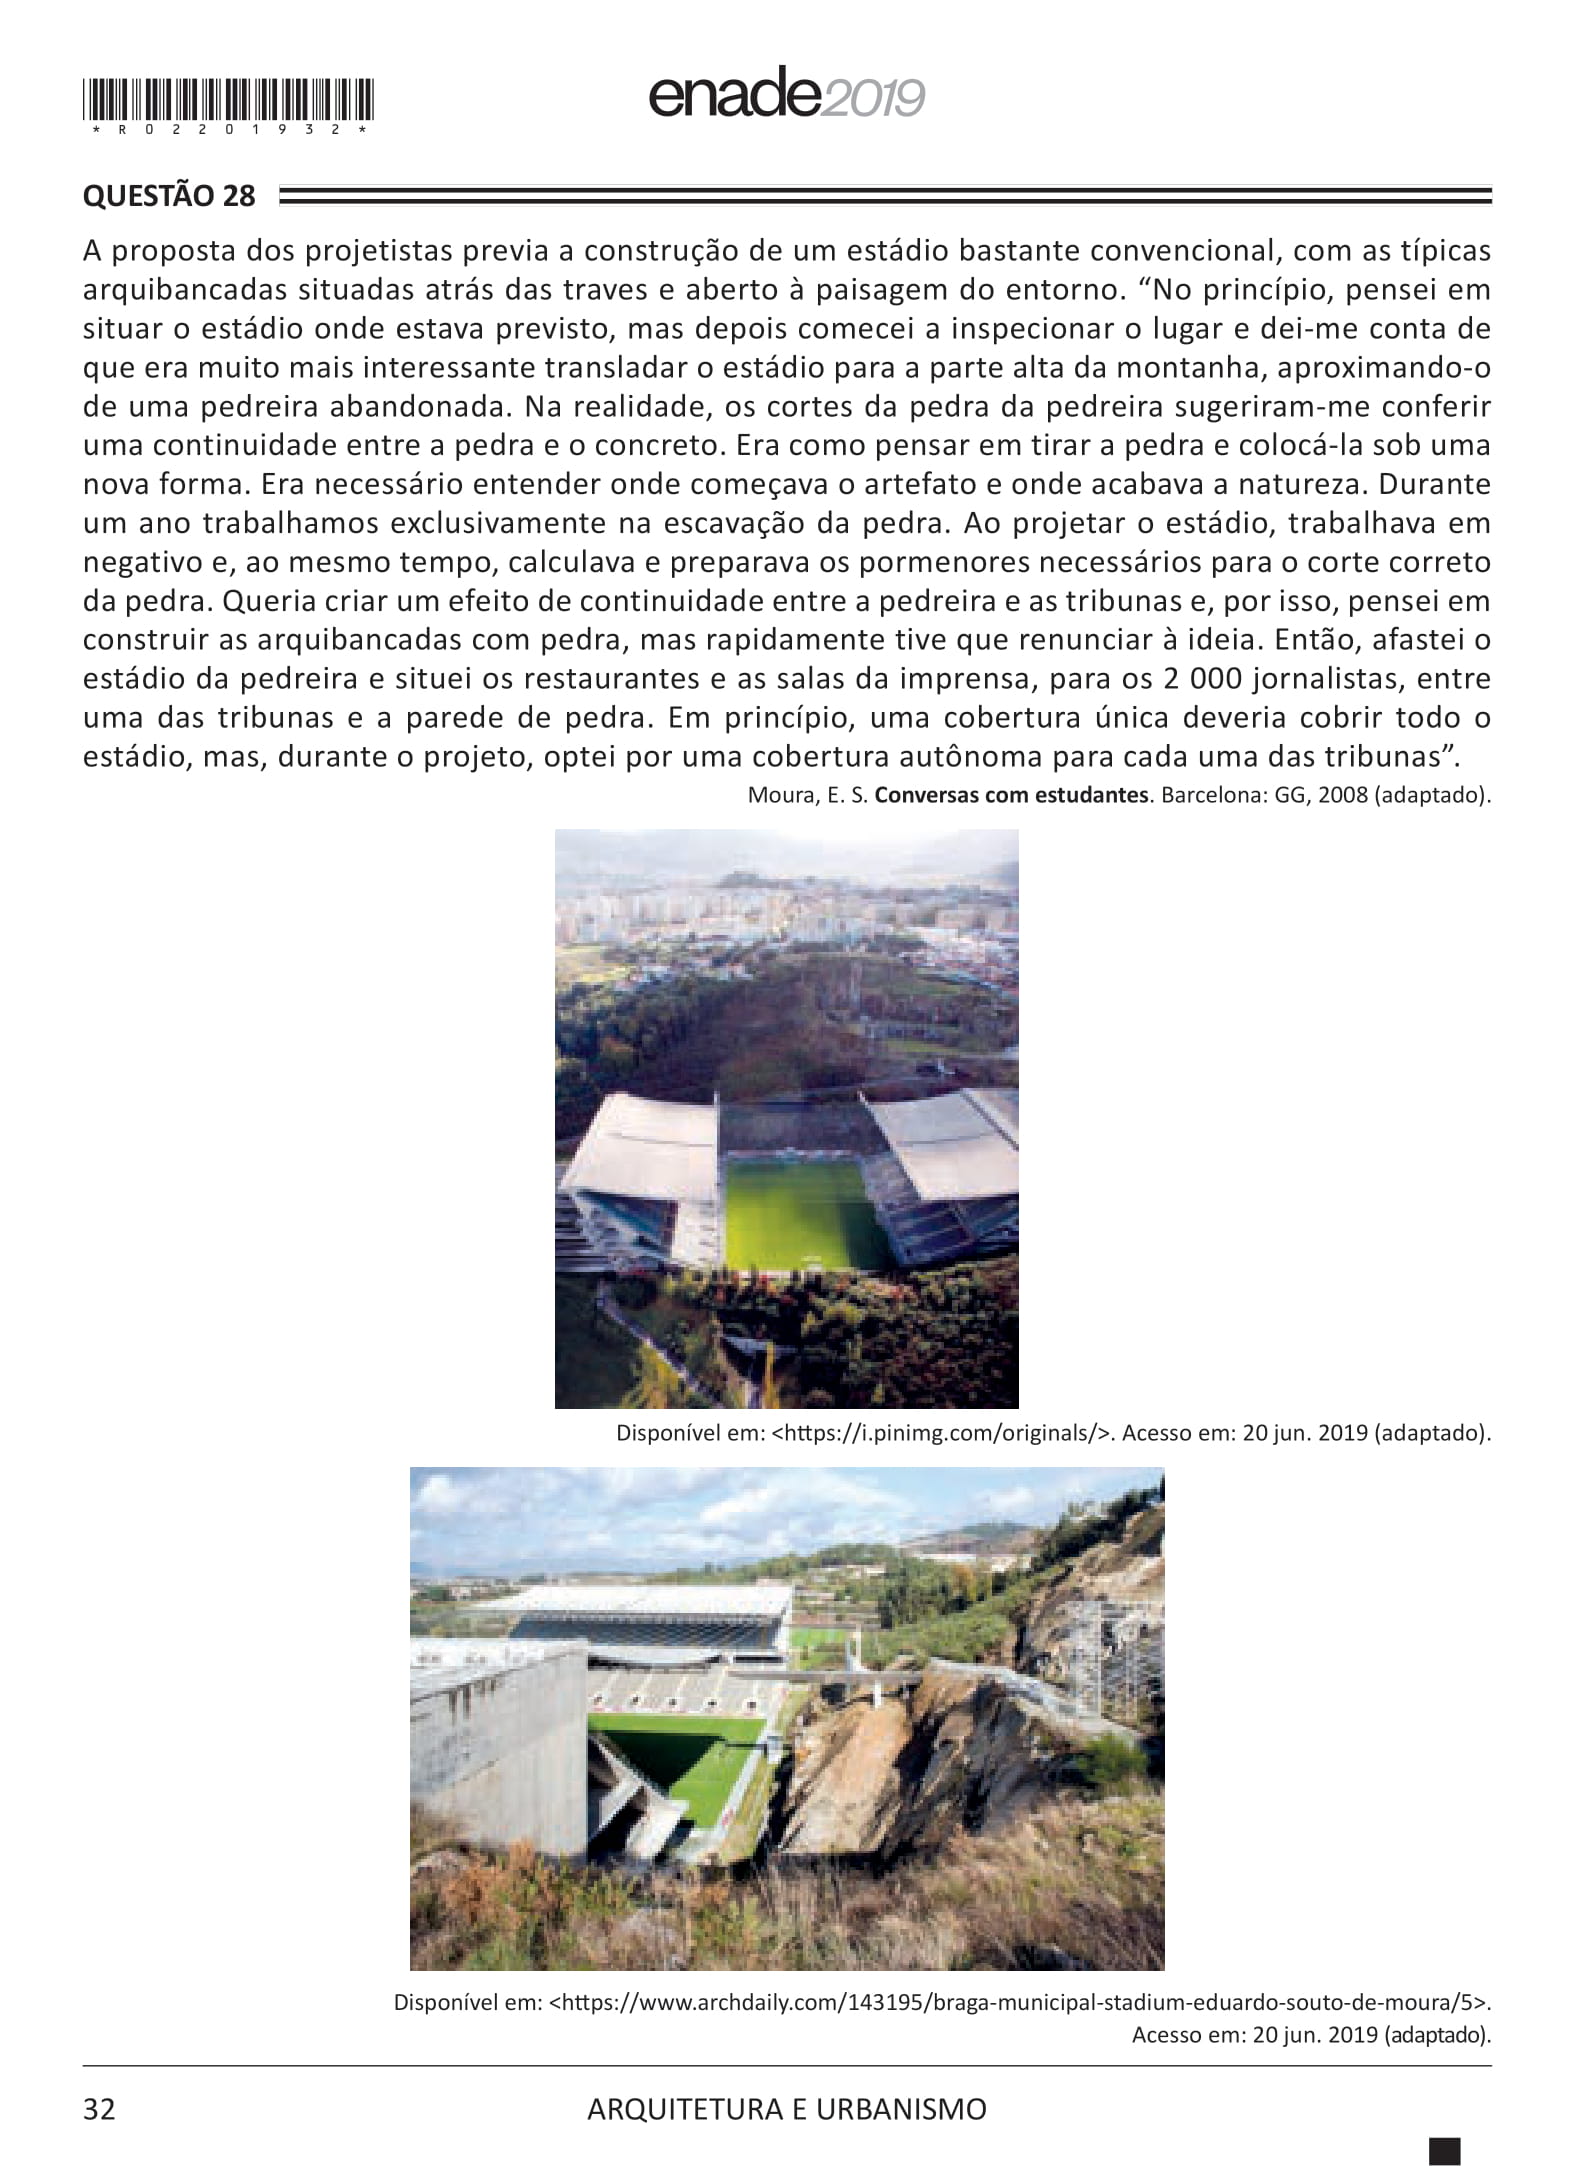 *R02201932*
enade2019
QUESTÃO 28
A proposta dos projetistas previa a construção de um estádio bastante convencional, com as típicas
arquibancadas situadas atrás das traves e aberto à paisagem do entorno. “No princípio, pensei em
situar o estádio onde estava previsto, mas depois comecei a inspecionar o lugar e dei-me conta de
que era muito mais interessante transladar o estádio para a parte alta da montanha, aproximando-o
de uma pedreira abandonada. Na realidade, os cortes da pedra da pedreira sugeriram-me conferir
uma continuidade entre a pedra e o concreto. Era como pensar em tirar a pedra e colocá-la sob uma
nova forma. Era necessário entender onde começava o artefato e onde acabava a natureza. Durante
um ano trabalhamos exclusivamente na escavação da pedra. Ao projetar o estádio, trabalhava em
negativo e, ao mesmo tempo, calculava e preparava os pormenores necessários para o corte correto
da pedra. Queria criar um efeito de continuidade entre a pedreira e as tribunas e, por isso, pensei em
construir as arquibancadas com pedra, mas rapidamente tive que renunciar à ideia. Então, afastei o
estádio da pedreira e situei os restaurantes e as salas da imprensa, para os 2 000 jornalistas, entre
uma das tribunas e a parede de pedra. Em princípio, uma cobertura única deveria cobrir todo o
estádio, mas, durante o projeto, optei por uma cobertura autônoma para cada uma das tribunas”.
Moura, E. S. Conversas com estudantes. Barcelona: GG, 2008 (adaptado).
Disponível em: <https://i.pinimg.com/originals/>. Acesso em: 20 jun. 2019 (adaptado).
Disponível em: <https://www.archdaily.com/143195/braga-municipal-stadium-eduardo-souto-de-moura/5>.
Acesso em: 20 jun. 2019 (adaptado).
32
ARQUITETURA E URBANISMO